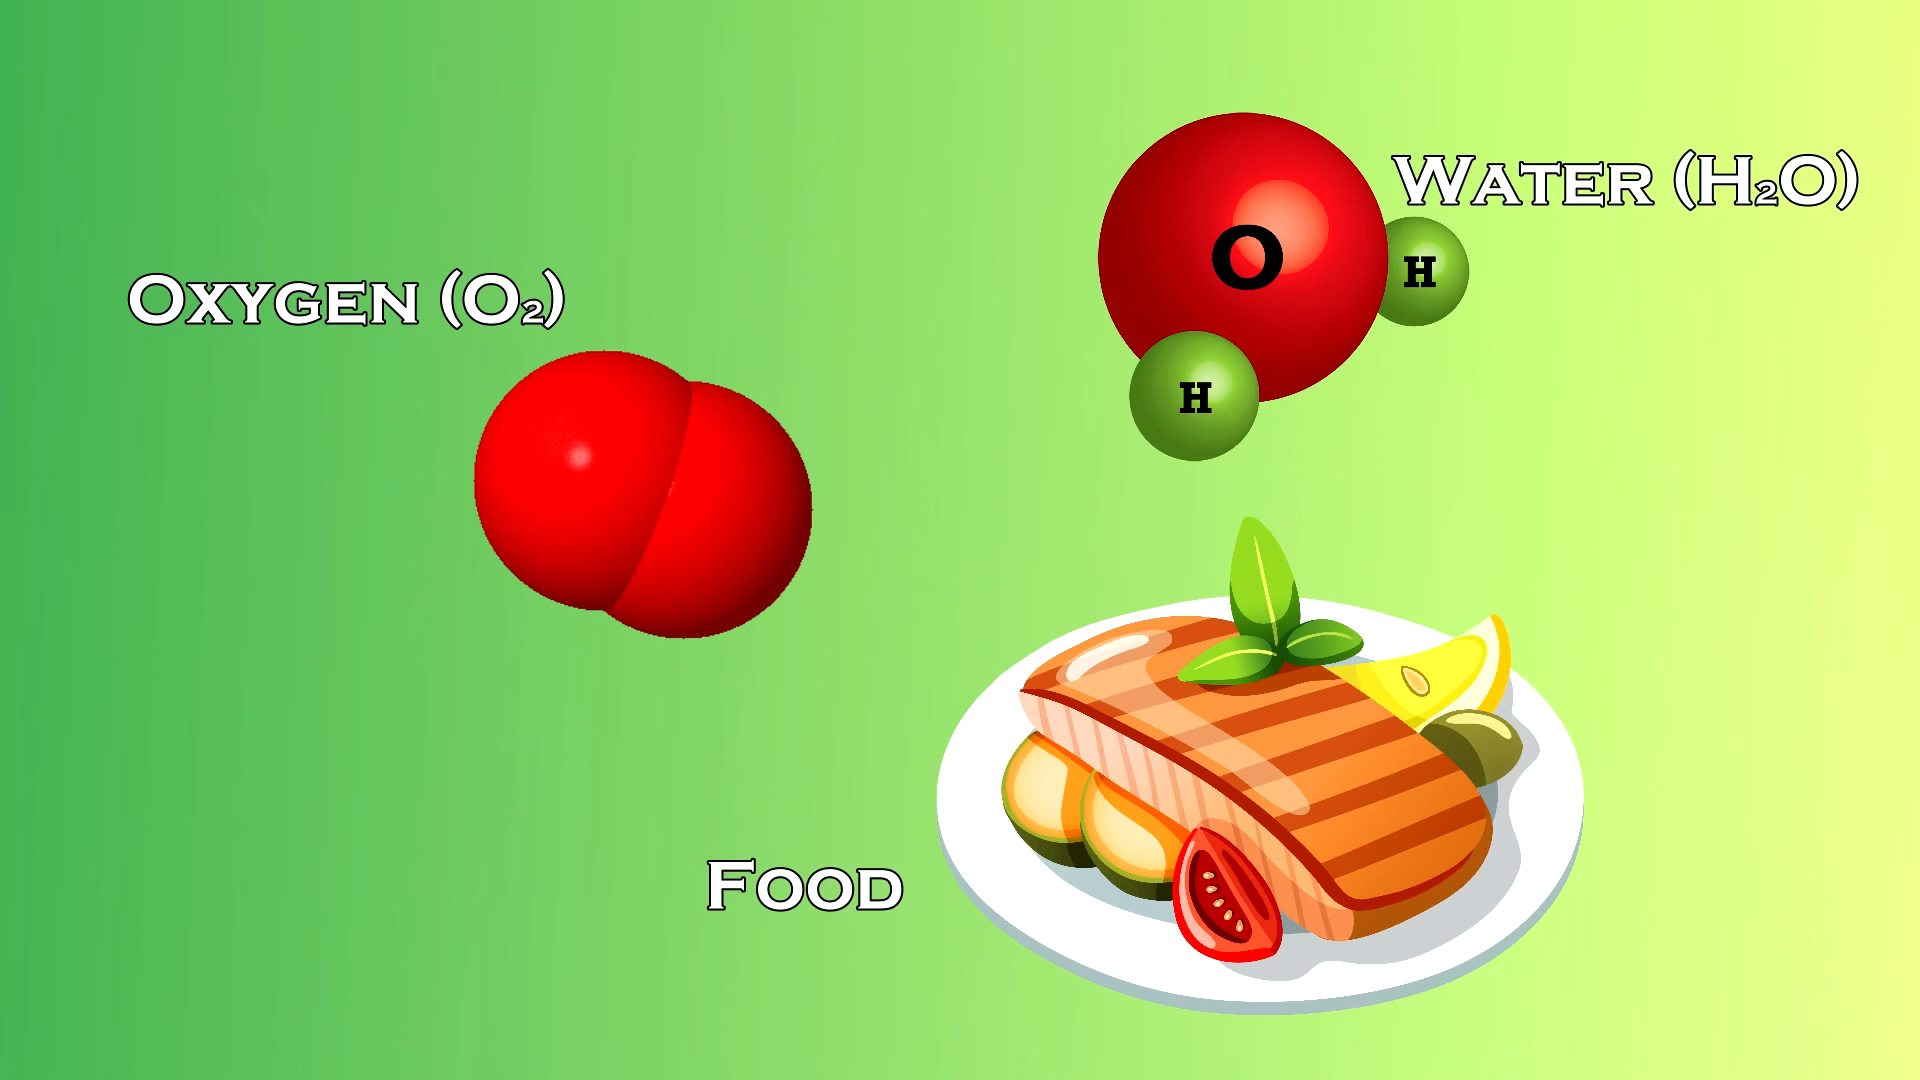 Water (H₂O)
Oxygen (O₂)
O
H
H
Food